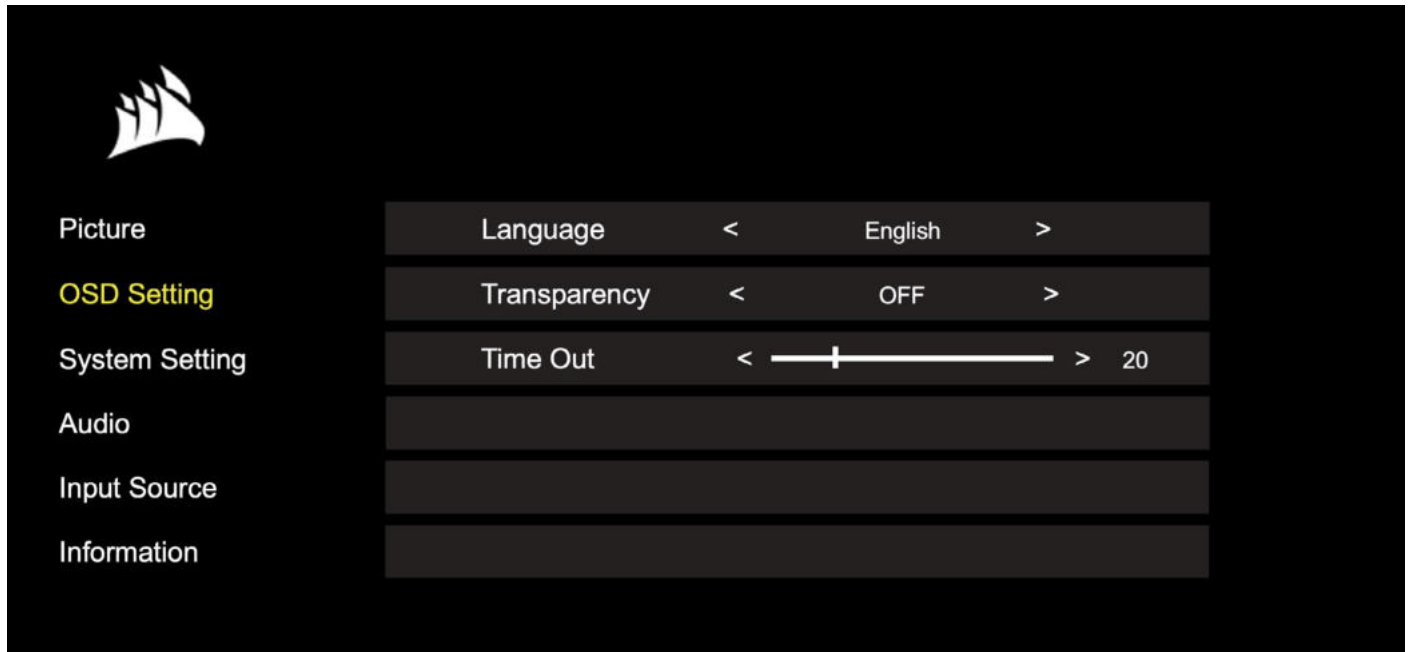 Picture Language < English >
OSD Setting Transparency < OFF >
System Setting Time Out < > 20
Audio
Input Source
Information